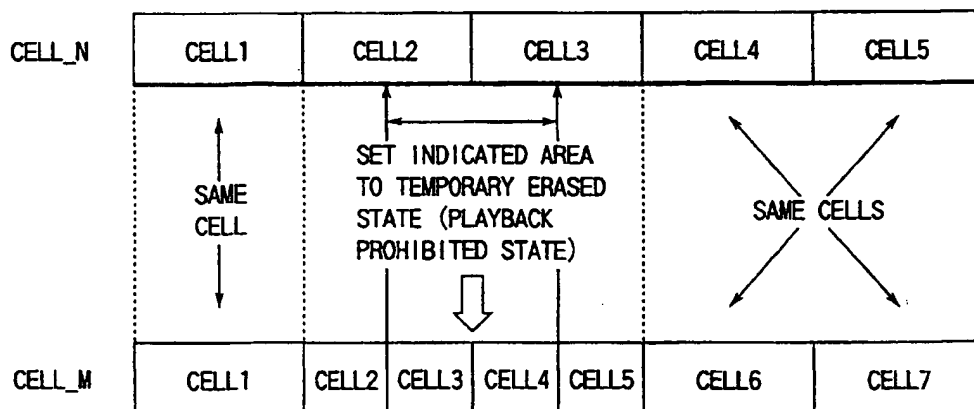 CELL_N CELL1 CELL2 CELL3 CELL4 CELL5
SET INDICATED AREA
TO TEMPORARY ERASED
STATE (PLAYBACK
PROHIBITED STATE)
SAME
CELL
SAME CELLS
CELL_M CELL1 CELL2 CELL3 CELL4 CELL5 CELL6 CELL7